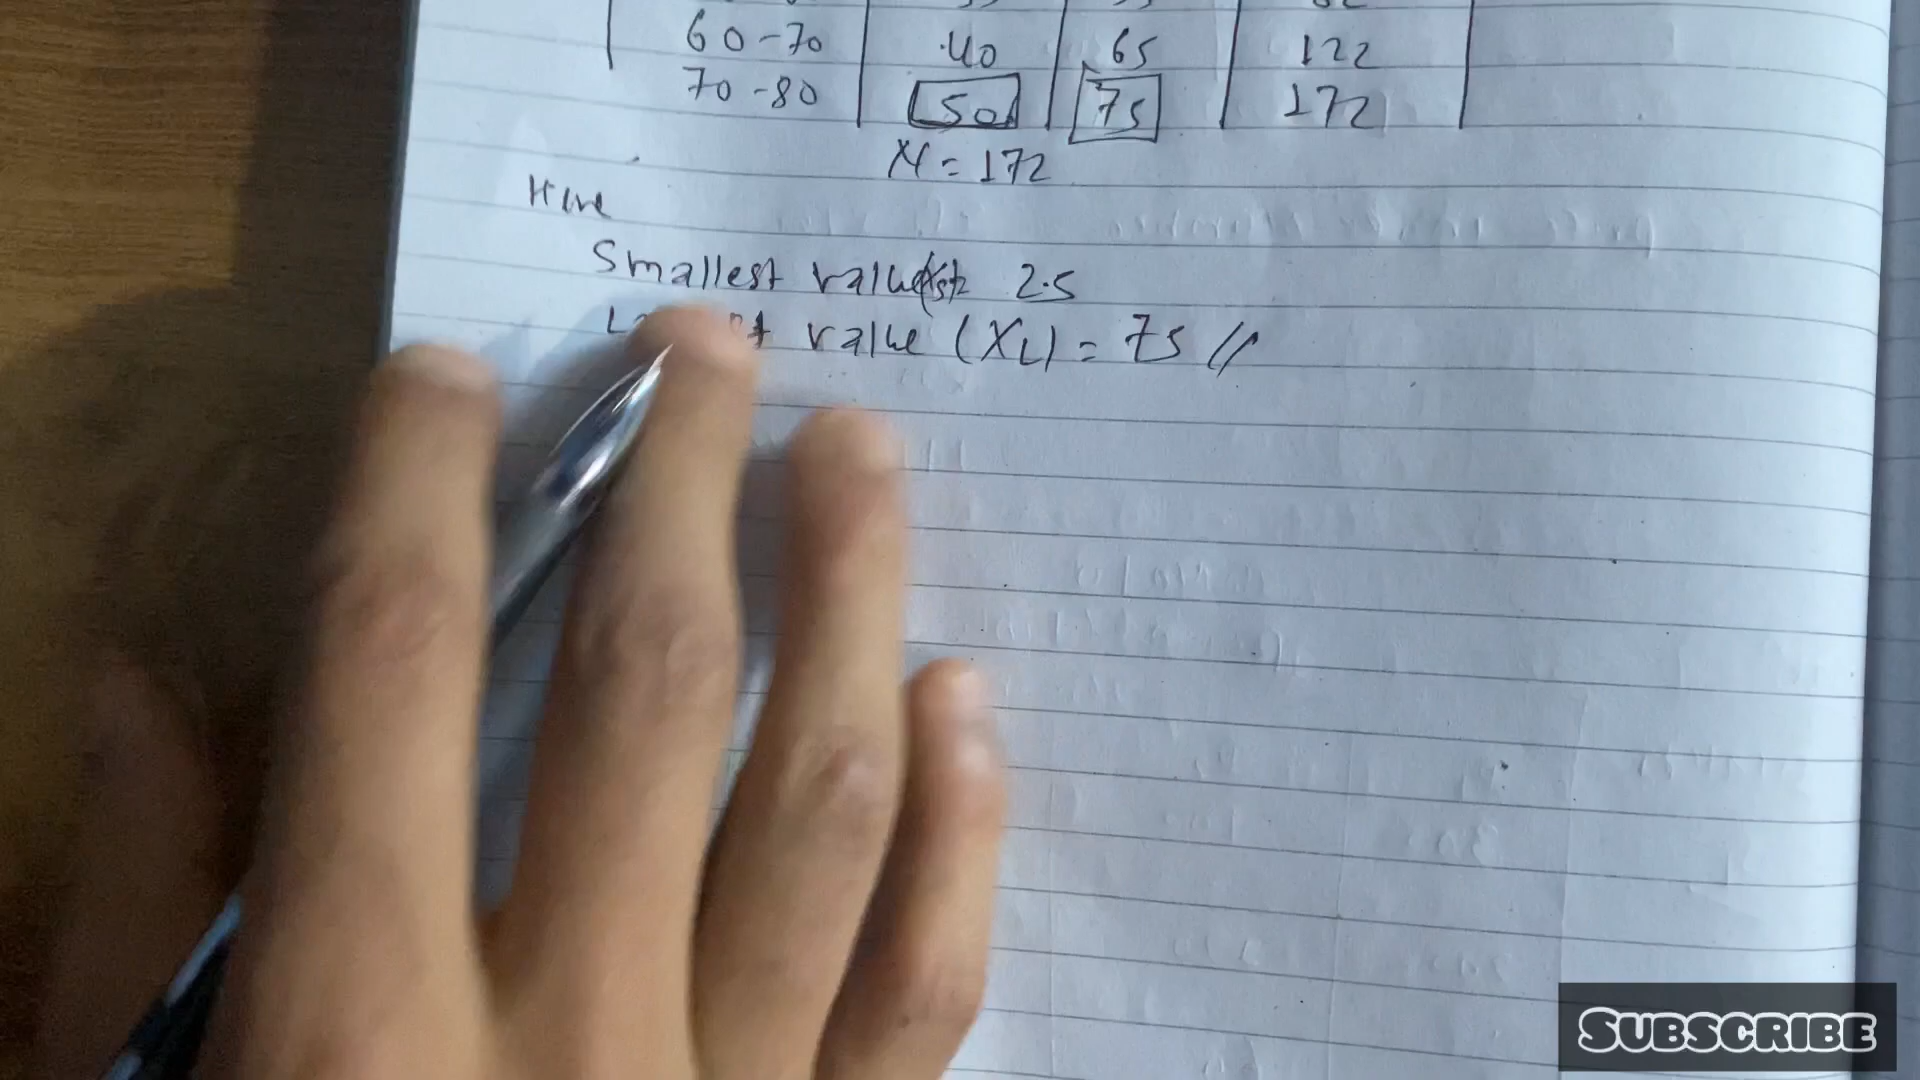 60-70 40 65 122
70-80 50 75 172
N = 172
Here
Smallest value(Xs)= 2.5
value (XL) = 75 //
SUBSCRIBE